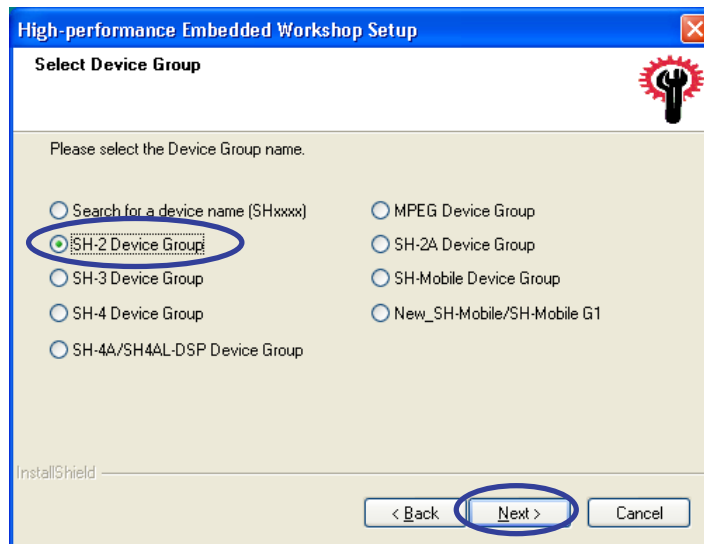 High-performance Embedded Workshop Setup
Select Device Group
Please select the Device Group name.
Search for a device name (SHxxxx)
SH-2 Device Group
SH-3 Device Group
SH-4 Device Group
SH-4A/SH4AL-DSP Device Group
MPEG Device Group
SH-2A Device Group
SH-Mobile Device Group
New_SH-Mobile/SH-Mobile G1
InstallShield
< Back
Next >
Cancel